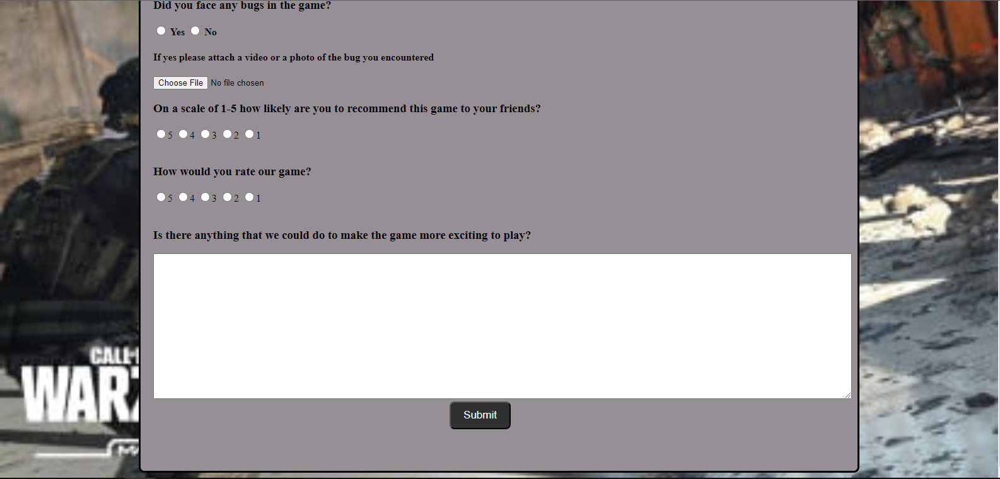 Did you face any bugs in the game?
Yes No
If yes please attach a video or a photo of the bug you encountered
Choose File No file chosen
On a scale of 1-5 how likely are you to recommend this game to your friends?
5 4 3 2 1
How would you rate our game?
5 4 3 2 1
Is there anything that we could do to make the game more exciting to play?
CALL
WARZ
Submit